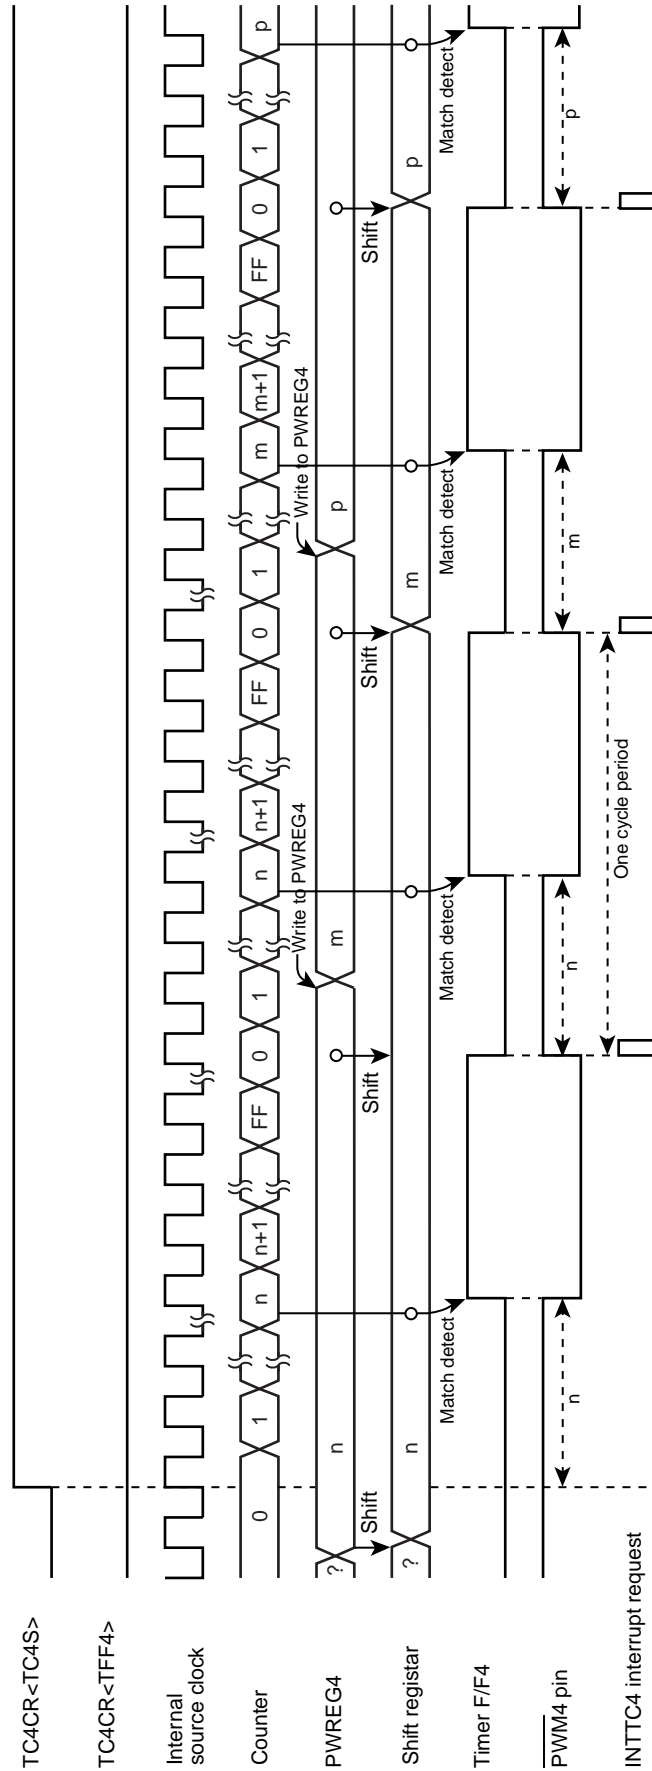 TC4CR<TC4S>
TC4CR<TFF4>
Internal
source clock
Counter 0 1 n n+1 FF 0 1 n n+1 FF 0 1 m m+1 FF 0 1 p
Write to PWREG4 Write to PWREG4
PWREG4 ? n m p
Shift Shift Shift Shift
Shift registar ? n m p
Match detect Match detect Match detect Match detect
Timer F/F4
PWM4 pin n n m p
One cycle period
INTTC4 interrupt request